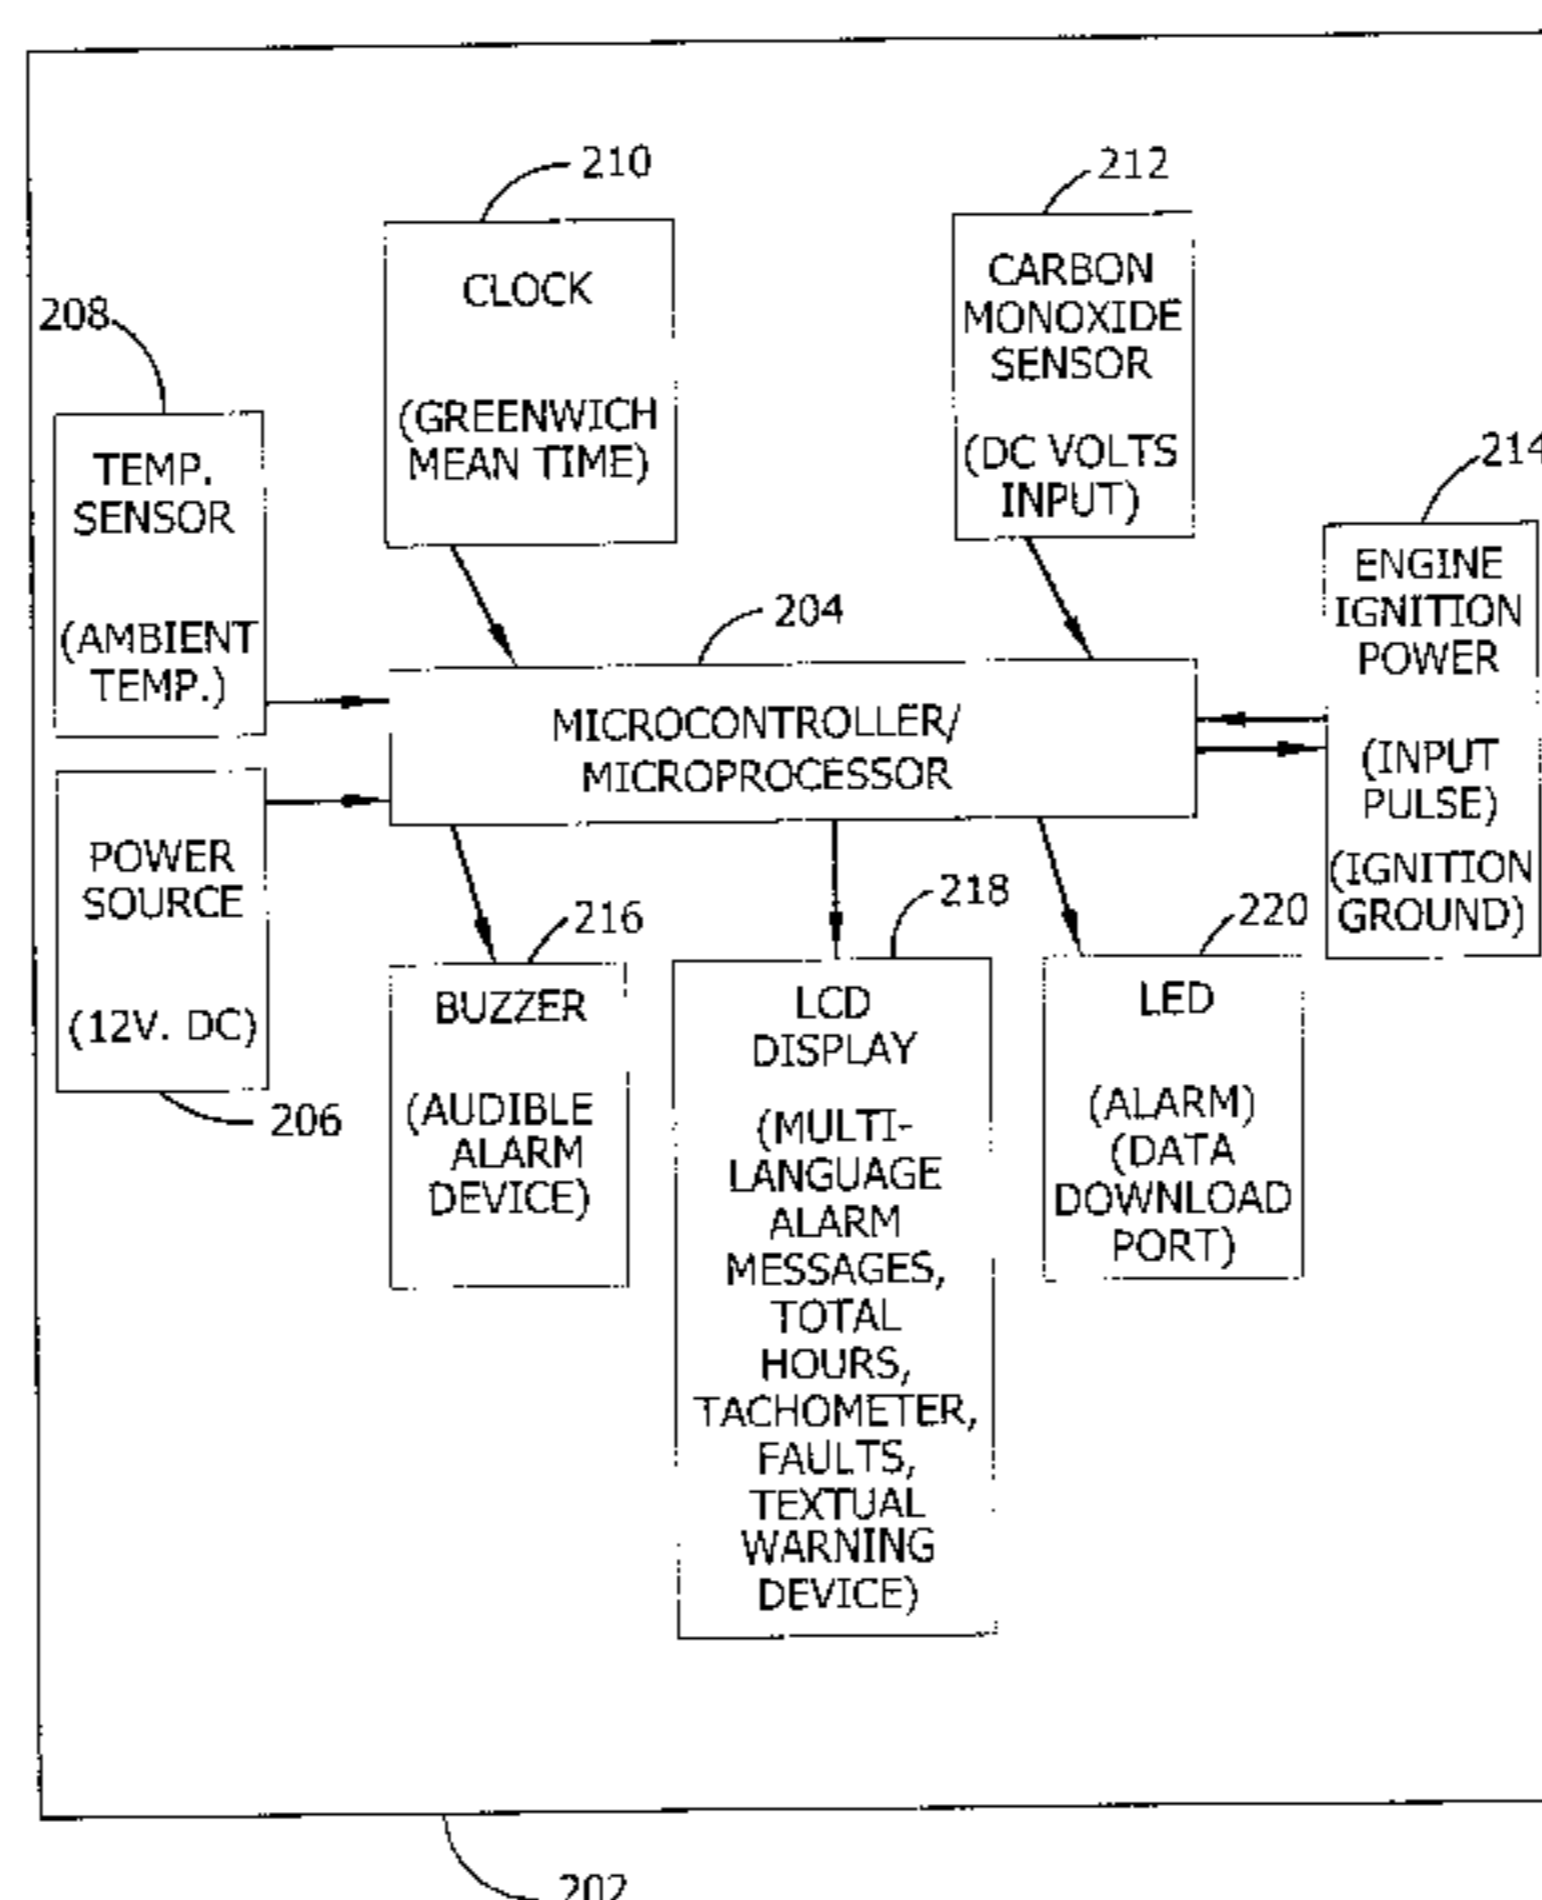 210
CLOCK
(GREENWICH
MEAN TIME)
212
CARBON
MONOXIDE
SENSOR
(DC VOLTS
INPUT)
208
TEMP.
SENSOR
(AMBIENT
TEMP.)
214
ENGINE
IGNITION
POWER
(INPUT
PULSE)
(IGNITION
GROUND)
204
MICROCONTROLLER/
MICROPROCESSOR
POWER
SOURCE
(12V. DC)
206
216
BUZZER
(AUDIBLE
ALARM
DEVICE)
218
LCD
DISPLAY
(MULTI-
LANGUAGE
ALARM
MESSAGES,
TOTAL
HOURS,
TACHOMETER,
FAULTS,
TEXTUAL
WARNING
DEVICE)
220
LED
(ALARM)
(DATA
DOWNLOAD
PORT)
202